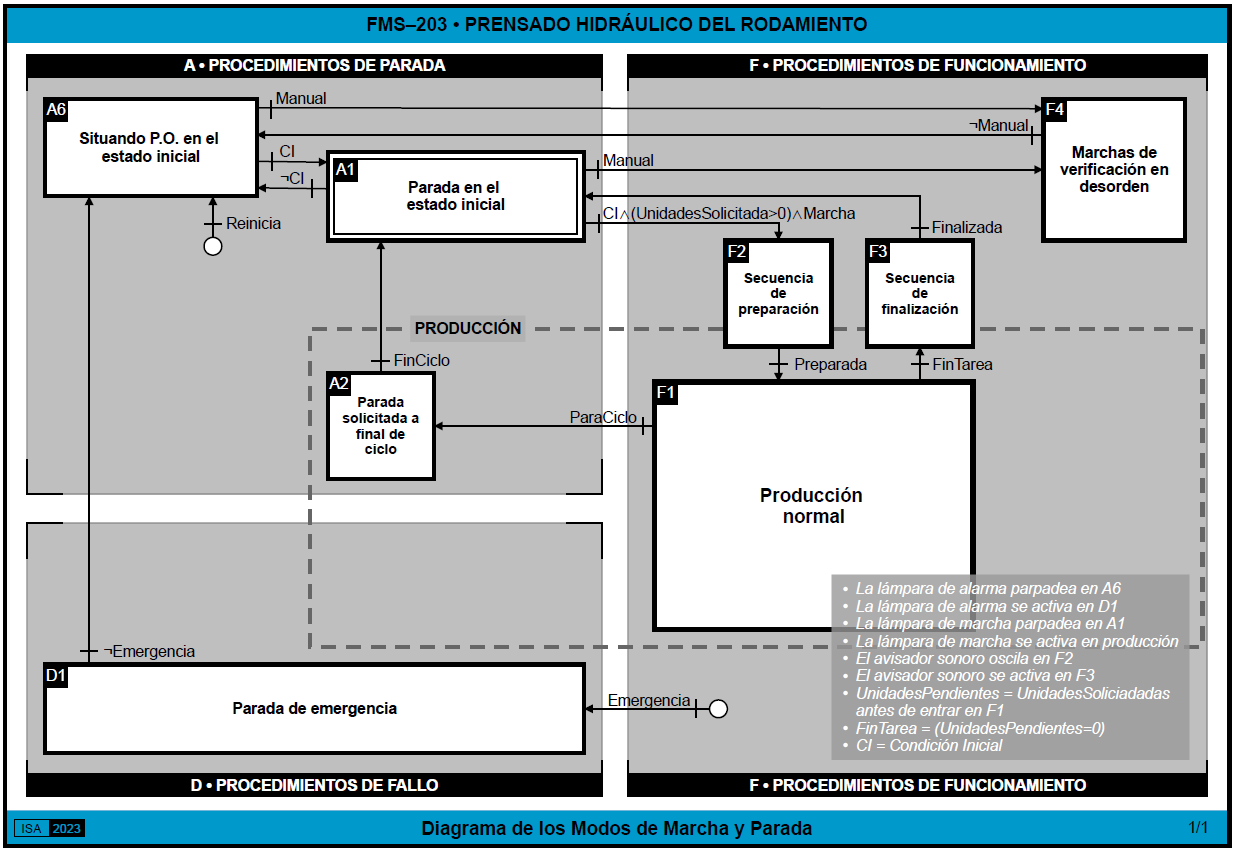 FMS–203 • PRENSADO HIDRÁULICO DEL RODAMIENTO
A • PROCEDIMIENTOS DE PARADA
F • PROCEDIMIENTOS DE FUNCIONAMIENTO
A6
Situando P.O. en el
estado inicial
Manual
¬Manual
F4
Marchas de
verificación en
desorden
CI
¬CI
A1
Parada en el
estado inicial
Manual
CI∧(UnidadesSolicitada>0)∧Marcha
Reinicia
Finalizada
F2
Secuencia
de
preparación
F3
Secuencia
de
finalización
PRODUCCIÓN
FinCiclo
Preparada
FinTarea
A2
Parada
solicitada a
final de
ciclo
ParaCiclo
F1
Producción
normal
• La lámpara de alarma parpadea en A6
• La lámpara de alarma se activa en D1
• La lámpara de marcha parpadea en A1
• La lámpara de marcha se activa en producción
• El avisador sonoro oscila en F2
• El avisador sonoro se activa en F3
• UnidadesPendientes = UnidadesSoliciadadas
antes de entrar en F1
• FinTarea = (UnidadesPendientes=0)
• CI = Condición Inicial
¬Emergencia
D1
Parada de emergencia
Emergencia
D • PROCEDIMIENTOS DE FALLO
F • PROCEDIMIENTOS DE FUNCIONAMIENTO
ISA 2023
Diagrama de los Modos de Marcha y Parada
1/1